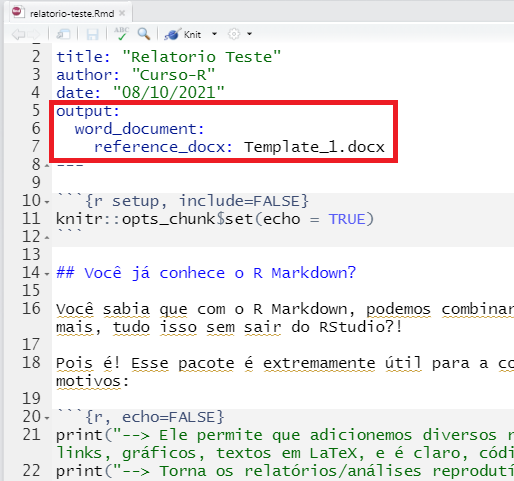 relatorio-teste.Rmd
ABC Knit
1
2 title: "Relatorio Teste"
3 author: "Curso-R"
4 date: "08/10/2021"
5 output:
6 word_document:
7 reference_docx: Template_1.docx
8 ---
9
10 ```{r setup, include=FALSE}
11 knitr::opts_chunk$set(echo = TRUE)
12 ```
13
14 ## Você já conhece o R Markdown?
15
16 Você sabia que com o R Markdown, podemos combinar
mais, tudo isso sem sair do RStudio?!
17
18 Pois é! Esse pacote é extremamente útil para a co
motivos:
19
20 ```{r, echo=FALSE}
21 print("--> Ele permite que adicionemos diversos r
links, gráficos, textos em LaTeX, e é claro, códi
22 print("--> Torna os relatórios/análises reproduti